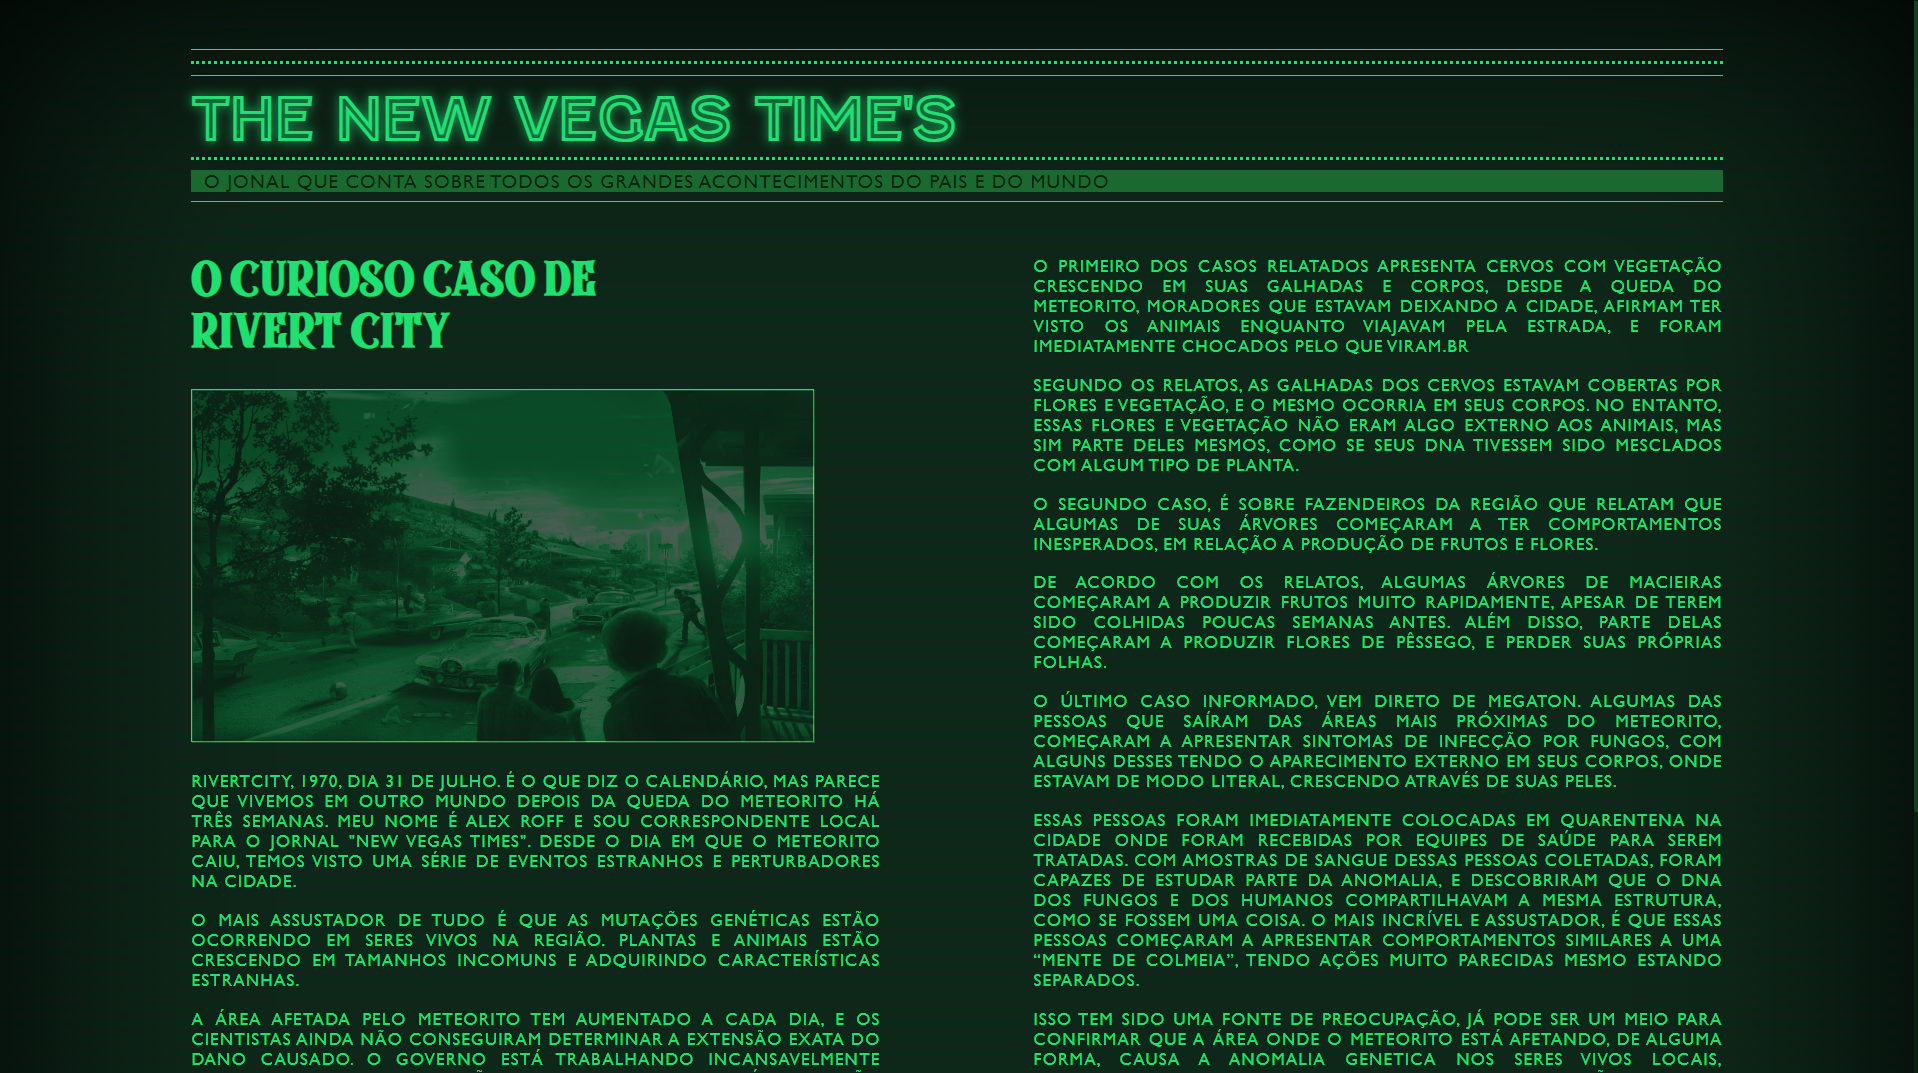 THE NEW VEGAS TIME'S
O JONAL QUE CONTA SOBRE TODOS OS GRANDES ACONTECIMENTOS DO PAIS E DO MUNDO
O CURIOSO CASO DE
RIVERT CITY
RIVERTCITY, 1970, DIA 31 DE JULHO. É O QUE DIZ O CALENDÁRIO, MAS PARECE
QUE VIVEMOS EM OUTRO MUNDO DEPOIS DA QUEDA DO METEORITO HÁ
TRÊS SEMANAS. MEU NOME É ALEX ROFF E SOU CORRESPONDENTE LOCAL
PARA O JORNAL "NEW VEGAS TIMES". DESDE O DIA EM QUE O METEORITO
CAIU, TEMOS VISTO UMA SÉRIE DE EVENTOS ESTRANHOS E PERTURBADORES
NA CIDADE.
O MAIS ASSUSTADOR DE TUDO É QUE AS MUTAÇÕES GENÉTICAS ESTÃO
OCORRENDO EM SERES VIVOS NA REGIÃO. PLANTAS E ANIMAIS ESTÃO
CRESCENDO EM TAMANHOS INCOMUNS E ADQUIRINDO CARACTERÍSTICAS
ESTRANHAS.
A ÁREA AFETADA PELO METEORITO TEM AUMENTADO A CADA DIA, E OS
CIENTISTAS AINDA NÃO CONSEGUIRAM DETERMINAR A EXTENSÃO EXATA DO
DANO CAUSADO. O GOVERNO ESTÁ TRABALHANDO INCANSAVELMENTE
O PRIMEIRO DOS CASOS RELATADOS APRESENTA CERVOS COM VEGETAÇÃO
CRESCENDO EM SUAS GALHADAS E CORPOS, DESDE A QUEDA DO
METEORITO, MORADORES QUE ESTAVAM DEIXANDO A CIDADE, AFIRMAM TER
VISTO OS ANIMAIS ENQUANTO VIAJAVAM PELA ESTRADA, E FORAM
IMEDIATAMENTE CHOCADOS PELO QUE VIRAM.BR
SEGUNDO OS RELATOS, AS GALHADAS DOS CERVOS ESTAVAM COBERTAS POR
FLORES E VEGETAÇÃO, E O MESMO OCORRIA EM SEUS CORPOS. NO ENTANTO,
ESSAS FLORES E VEGETAÇÃO NÃO ERAM ALGO EXTERNO AOS ANIMAIS, MAS
SIM PARTE DELES MESMOS, COMO SE SEUS DNA TIVESSEM SIDO MESCLADOS
COM ALGUM TIPO DE PLANTA.
O SEGUNDO CASO, É SOBRE FAZENDEIROS DA REGIÃO QUE RELATAM QUE
ALGUMAS DE SUAS ÁRVORES COMEÇARAM A TER COMPORTAMENTOS
INESPERADOS, EM RELAÇÃO A PRODUÇÃO DE FRUTOS E FLORES.
DE ACORDO COM OS RELATOS, ALGUMAS ÁRVORES DE MACIEIRAS
COMEÇARAM A PRODUZIR FRUTOS MUITO RAPIDAMENTE, APESAR DE TEREM
SIDO COLHIDAS POUCAS SEMANAS ANTES. ALÉM DISSO, PARTE DELAS
COMEÇARAM A PRODUZIR FLORES DE PÊSSEGO, E PERDER SUAS PRÓPRIAS
FOLHAS.
O ÚLTIMO CASO INFORMADO, VEM DIRETO DE MEGATON. ALGUMAS DAS
PESSOAS QUE SAÍRAM DAS ÁREAS MAIS PRÓXIMAS DO METEORITO,
COMEÇARAM A APRESENTAR SINTOMAS DE INFECÇÃO POR FUNGOS, COM
ALGUNS DESSES TENDO O APARECIMENTO EXTERNO EM SEUS CORPOS, ONDE
ESTAVAM DE MODO LITERAL, CRESCENDO ATRAVÉS DE SUAS PELES.
ESSAS PESSOAS FORAM IMEDIATAMENTE COLOCADAS EM QUARENTENA NA
CIDADE ONDE FORAM RECEBIDAS POR EQUIPES DE SAÚDE PARA SEREM
TRATADAS. COM AMOSTRAS DE SANGUE DESSAS PESSOAS COLETADAS, FORAM
CAPAZES DE ESTUDAR PARTE DA ANOMALIA, E DESCOBRIRAM QUE O DNA
DOS FUNGOS E DOS HUMANOS COMPARTILHAVAM A MESMA ESTRUTURA,
COMO SE FOSSEM UMA COISA. O MAIS INCRÍVEL E ASSUSTADOR, É QUE ESSAS
PESSOAS COMEÇARAM A APRESENTAR COMPORTAMENTOS SIMILARES A UMA
“MENTE DE COLMEIA”, TENDO AÇÕES MUITO PARECIDAS MESMO ESTANDO
SEPARADOS.
ISSO TEM SIDO UMA FONTE DE PREOCUPAÇÃO, JÁ PODE SER UM MEIO PARA
CONFIRMAR QUE A ÁREA ONDE O METEORITO ESTÁ AFETANDO, DE ALGUMA
FORMA, CAUSA A ANOMALIA GENETICA NOS SERES VIVOS LOCAIS,